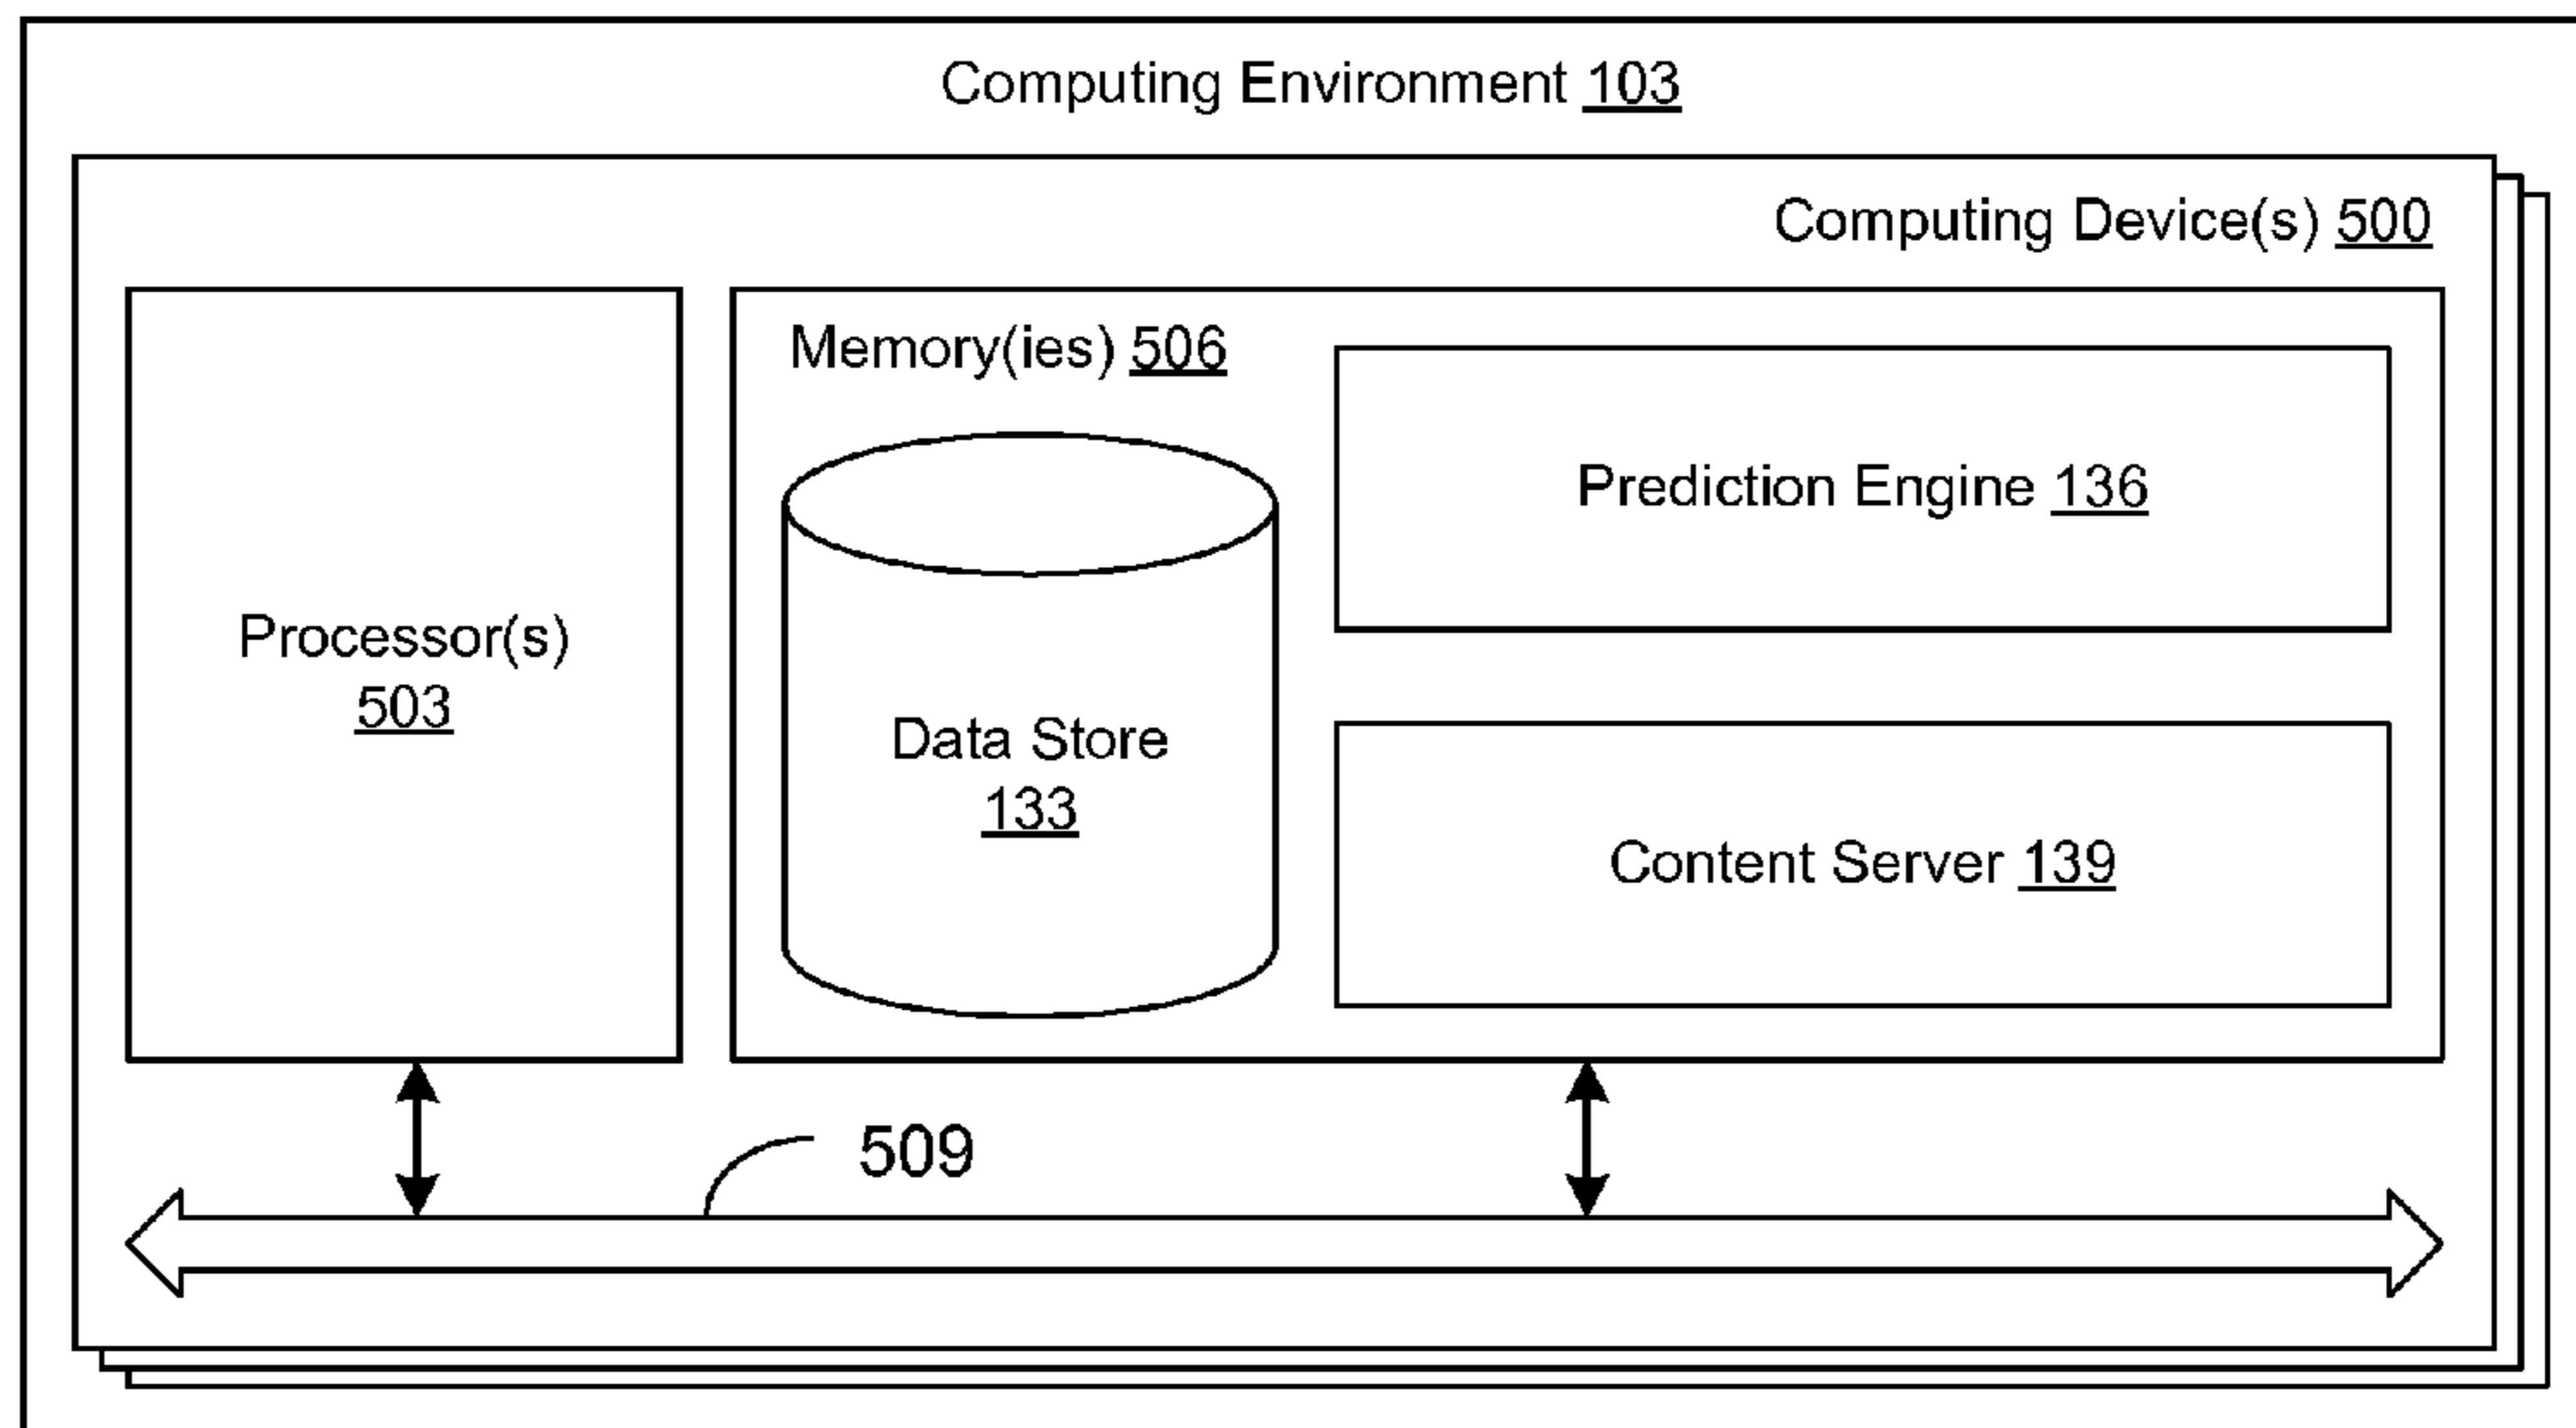 Computing Environment 103
Computing Device(s) 500
Memory(ies) 506
Prediction Engine 136
Processor(s)
503
Data Store
133
Content Server 139
509